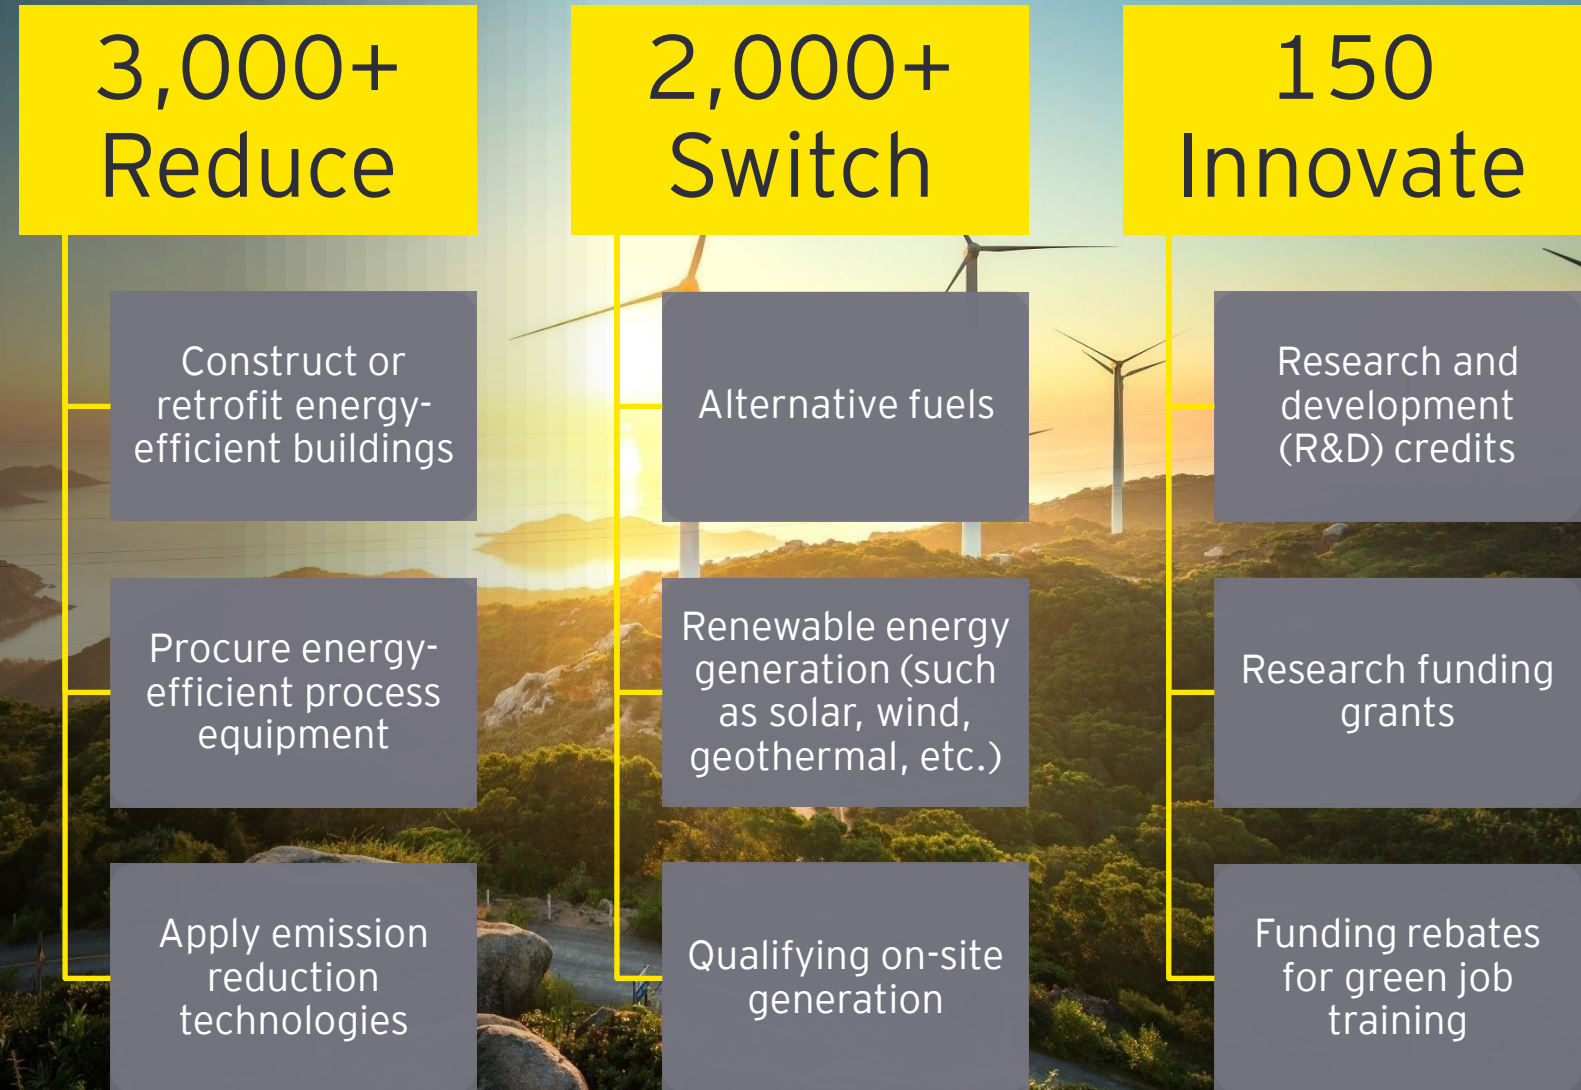 3,000+
Reduce
Construct or
retrofit energy-
efficient buildings
Procure energy-
efficient process
equipment
Apply emission
reduction
technologies
2,000+
Switch
Alternative fuels
Renewable energy
generation (such
as solar, wind,
geothermal, etc.)
Qualifying on-site
generation
150
Innovate
Research and
development
(R&D) credits
Research funding
grants
Funding rebates
for green job
training